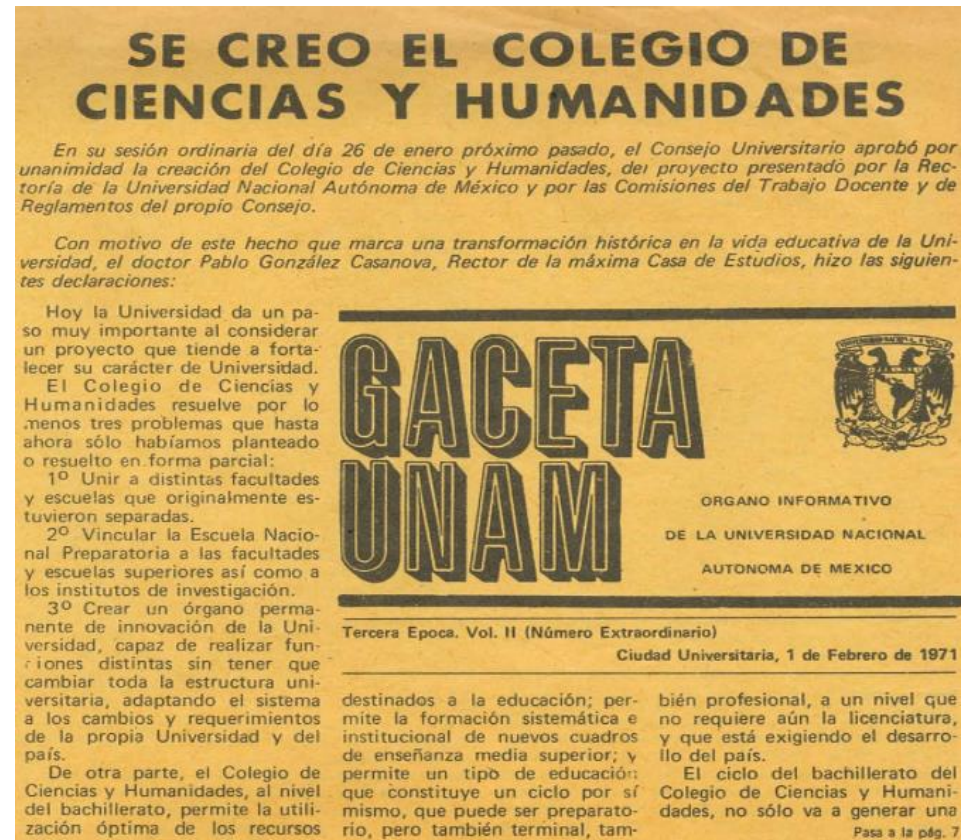 SE CREO EL COLEGIO DE
CIENCIAS Y HUMANIDADES
En su sesión ordinaria del día 26 de enero próximo pasado, el Consejo Universitario aprobó por
unanimidad la creación del Colegio de Ciencias y Humanidades, del proyecto presentado por la Rec-
toría de la Universidad Nacional Autónoma de México y por las Comisiones del Trabajo Docente y de
Reglamentos del propio Consejo.
Con motivo de este hecho que marca una transformación histórica en la vida educativa de la Uni-
versidad, el doctor Pablo González Casanova, Rector de la máxima Casa de Estudios, hizo las siguien-
tes declaraciones:
Hoy la Universidad da un pa-
so muy importante al considerar
un proyecto que tiende a forta-
lecer su carácter de Universidad.
El Colegio de Ciencias y
Humanidades resuelve por lo
menos tres problemas que hasta
ahora sólo habíamos planteado
o resuelto en forma parcial:
1º Unir a distintas facultades
y escuelas que originalmente es-
tuvieron separadas.
2º Vincular la Escuela Nacio-
nal Preparatoria a las facultades
y escuelas superiores así como a
los institutos de investigación.
3º Crear un órgano perma-
nente de innovación de la Uni-
versidad, capaz de realizar fun-
ciones distintas sin tener que
cambiar toda la estructura uni-
versitaria, adaptando el sistema
a los cambios y requerimientos
de la propia Universidad y del
país.
De otra parte, el Colegio de
Ciencias y Humanidades, al nivel
del bachillerato, permite la utili-
zación óptima de los recursos
GACETA
UNAM
ORGANO INFORMATIVO
DE LA UNIVERSIDAD NACIONAL
AUTONOMA DE MEXICO
Tercera Epoca. Vol. II (Número Extraordinario)
Ciudad Universitaria, 1 de Febrero de 1971
destinados a la educación; per-
mite la formación sistemática e
institucional de nuevos cuadros
de enseñanza media superior; y
permite un tipo de educación
que constituye un ciclo por sí
mismo, que puede ser preparato-
rio, pero también terminal, tam-
bién profesional, a un nivel que
no requiere aún la licenciatura,
y que está exigiendo el desarro-
llo del país.
El ciclo del bachillerato del
Colegio de Ciencias y Humani-
dades, no sólo va a generar una
Pasa a la pág. 7